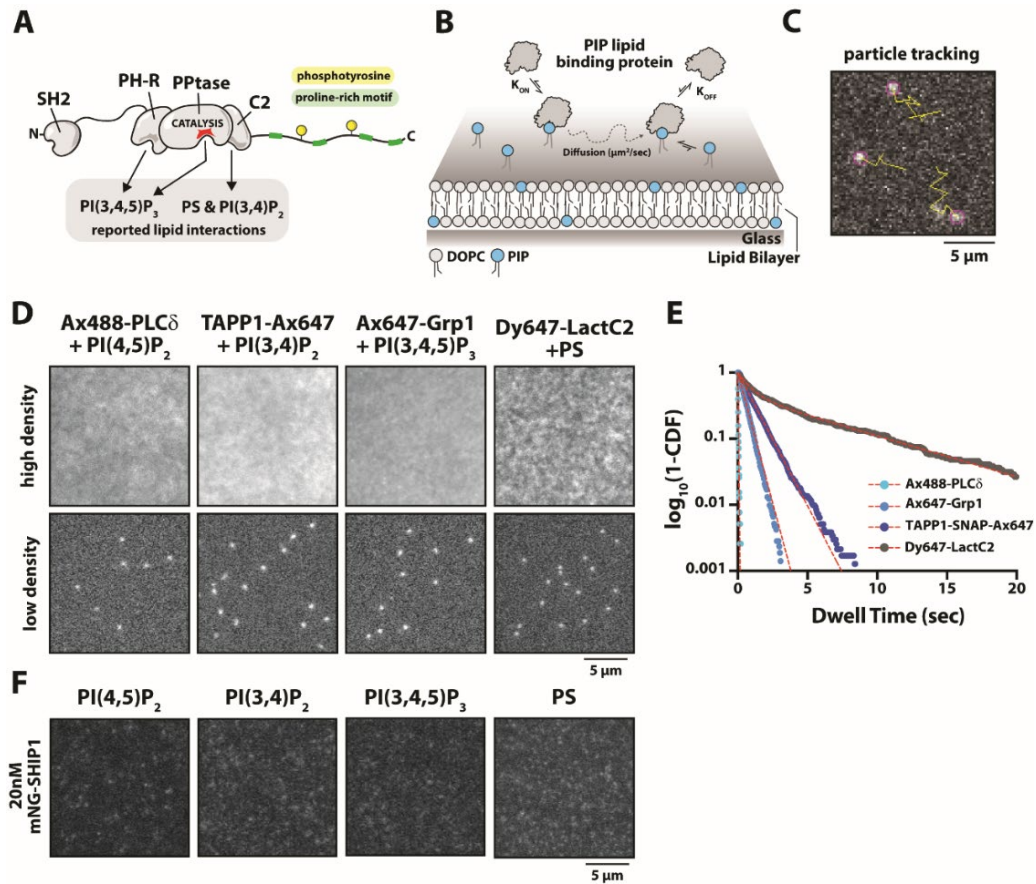 A
SH2
N-
PH-R
PPtase
CATALYSIS
C2
phosphotyrosine
proline-rich motif
C
PI(3,4,5)P3
PS & PI(3,4)P2
reported lipid interactions
B
PIP lipid
binding protein
KON
KOFF
Diffusion (μm²/sec)
Glass
Lipid Bilayer
DOPC
PIP
C
particle tracking
5 μm
D
Ax488-PLCδ
+ PI(4,5)P2
TAPP1-Ax647
+ PI(3,4)P2
Ax647-Grp1
+ PI(3,4,5)P3
Dy647-LactC2
+PS
high density
low density
5 μm
E
log10(1-CDF)
1
0.1
0.01
0.001
0
5
10
15
20
Dwell Time (sec)
Ax488-PLCδ
Ax647-Grp1
TAPP1-SNAP-Ax647
Dy647-LactC2
F
PI(4,5)P2
PI(3,4)P2
PI(3,4,5)P3
PS
20nM
mNG-SHIP1
5 μm